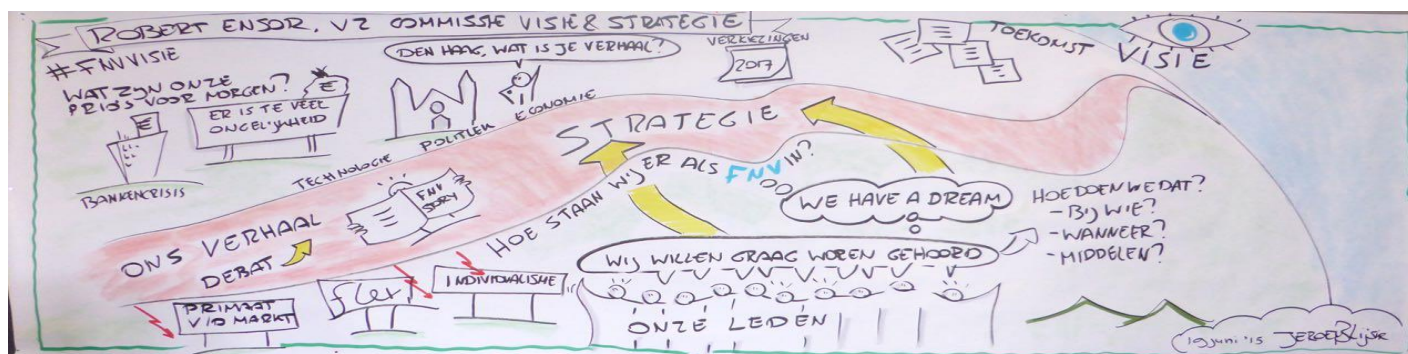 ROBERT ENSOR, VZ COMMISSIE VISIE & STRATEGIE
#FNVVISIE
WAT ZIJN ONZE
PRIO'S VOOR MORGEN?
€
€
ER IS TE VEEL
ONGELIJKHEID
BANKENCRISIS
DEN HAAG, WAT IS JE VERHAAL?
VERKIEZINGEN
2017
TOEKOMST
VISIE
TECHNOLOGIE POLITIEK ECONOMIE
STRATEGIE
ONS VERHAAL
DEBAT
FNV
STORY
HOE STAAN WIJ ER ALS FNV IN?
WE HAVE A DREAM
HOE DOEN WE DAT?
- BIJ WIE?
- WANNEER?
- MIDDELEN?
WIJ WILLEN GRAAG WOREN GEHOORD
ONZE LEDEN
PRIMAAT
V/D MARKT
INDIVIDUALISME
19 juni '15